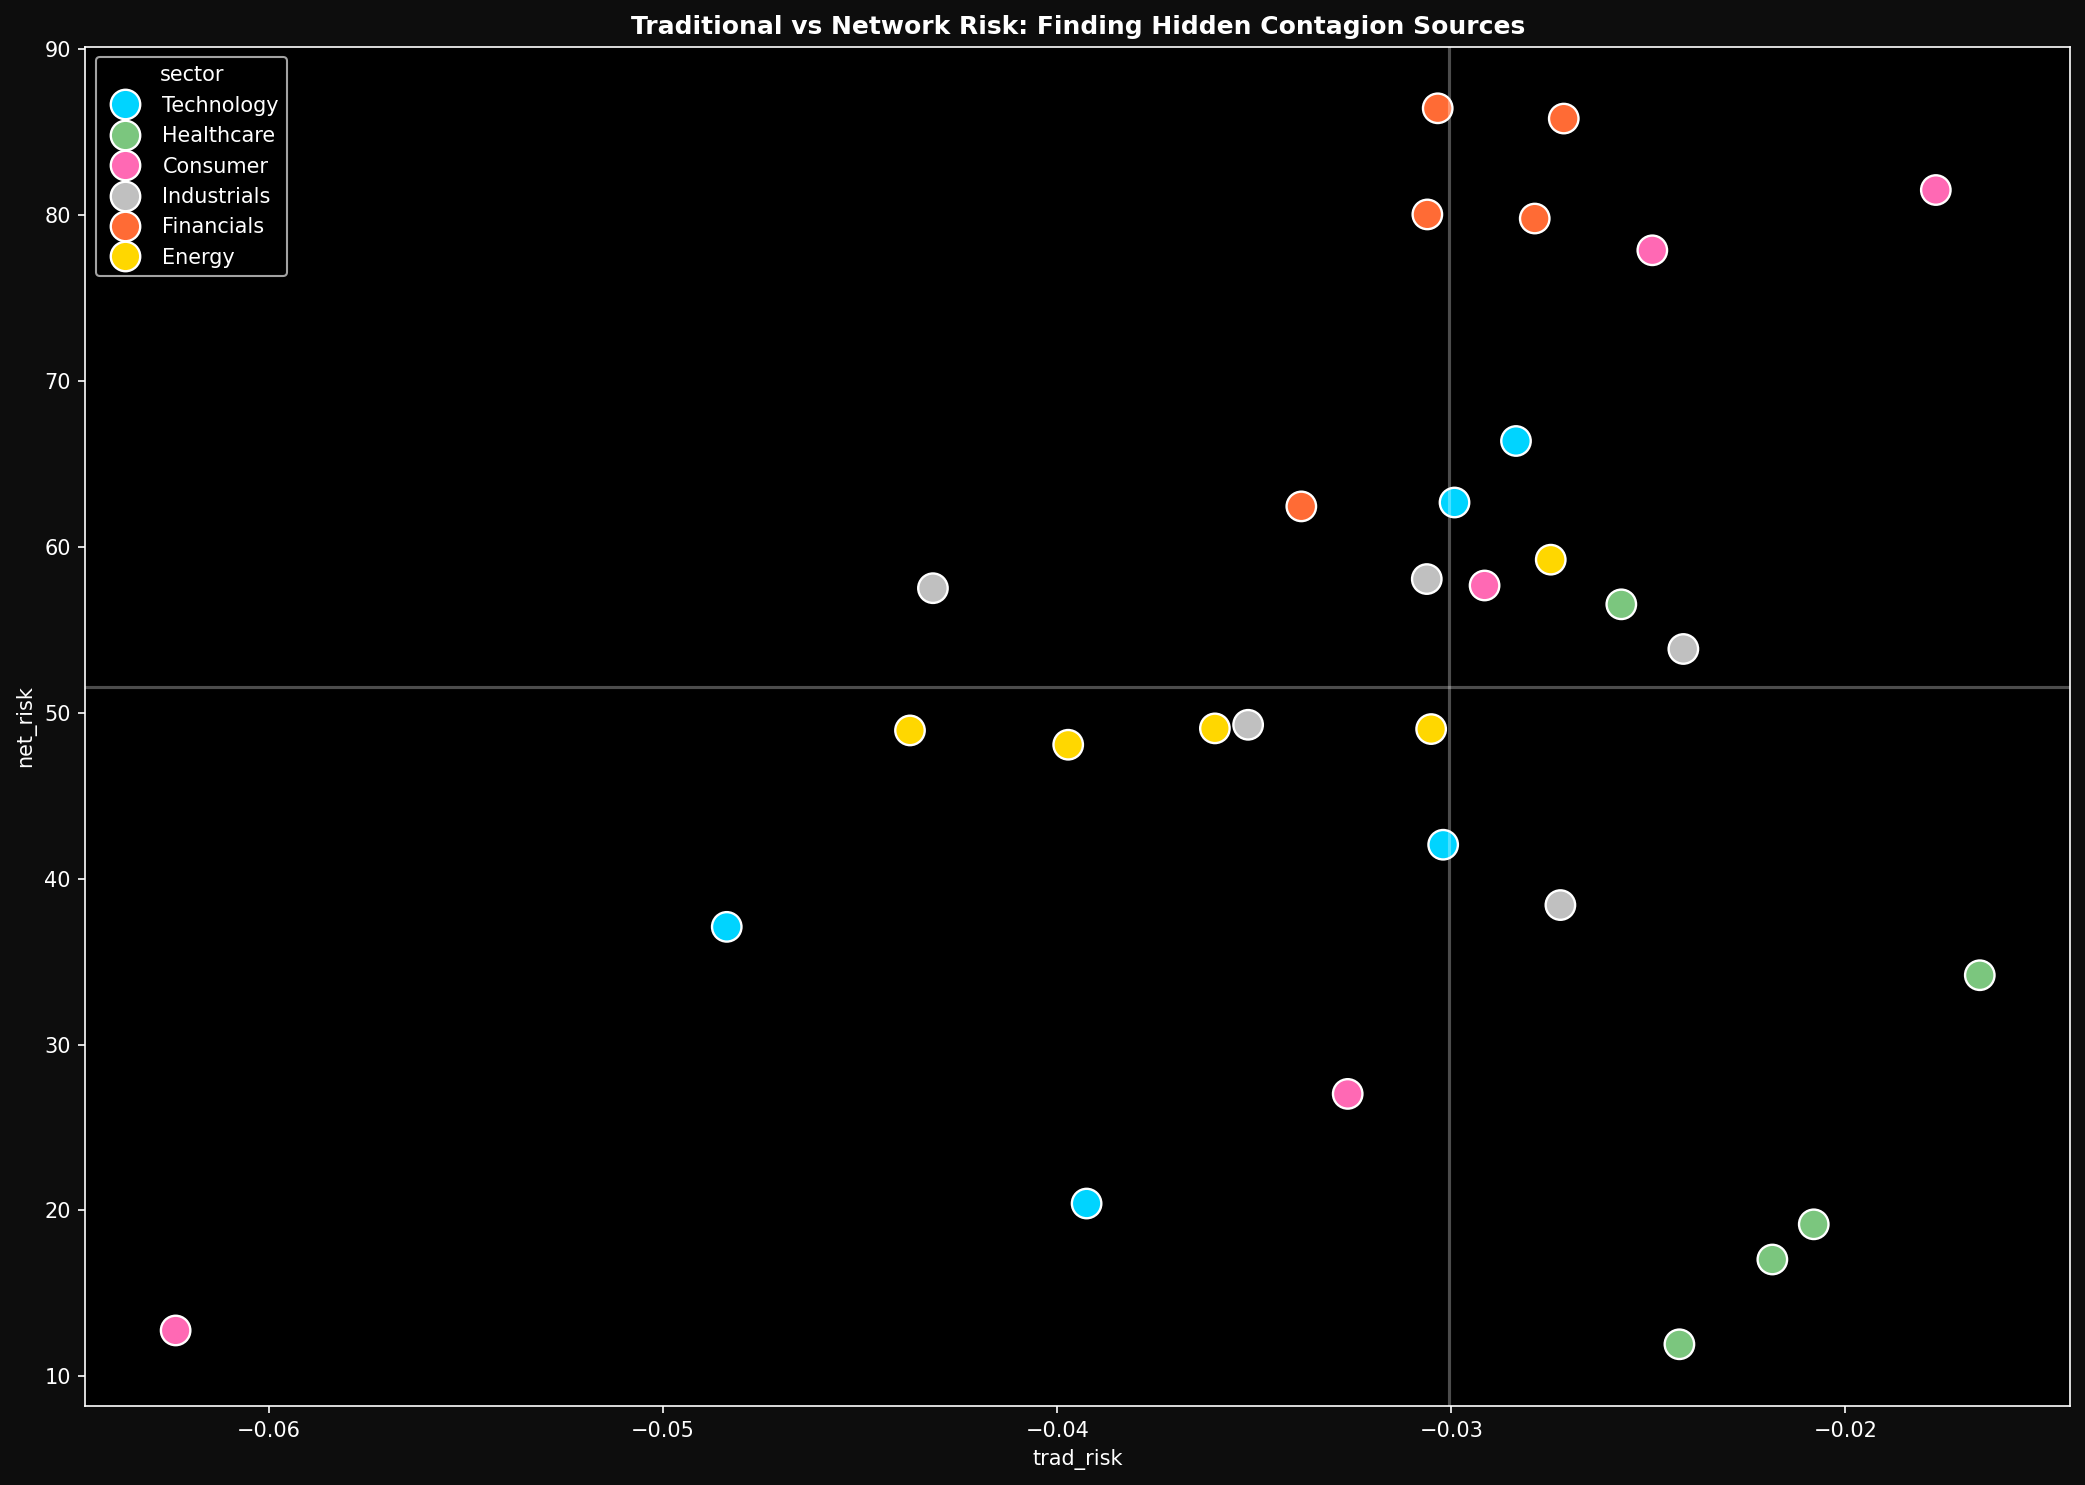 Traditional vs Network Risk: Finding Hidden Contagion Sources
sector
Technology
Healthcare
Consumer
Industrials
Financials
Energy
net_risk
90
80
70
60
50
40
30
20
10
−0.06
−0.05
−0.04
−0.03
−0.02
trad_risk